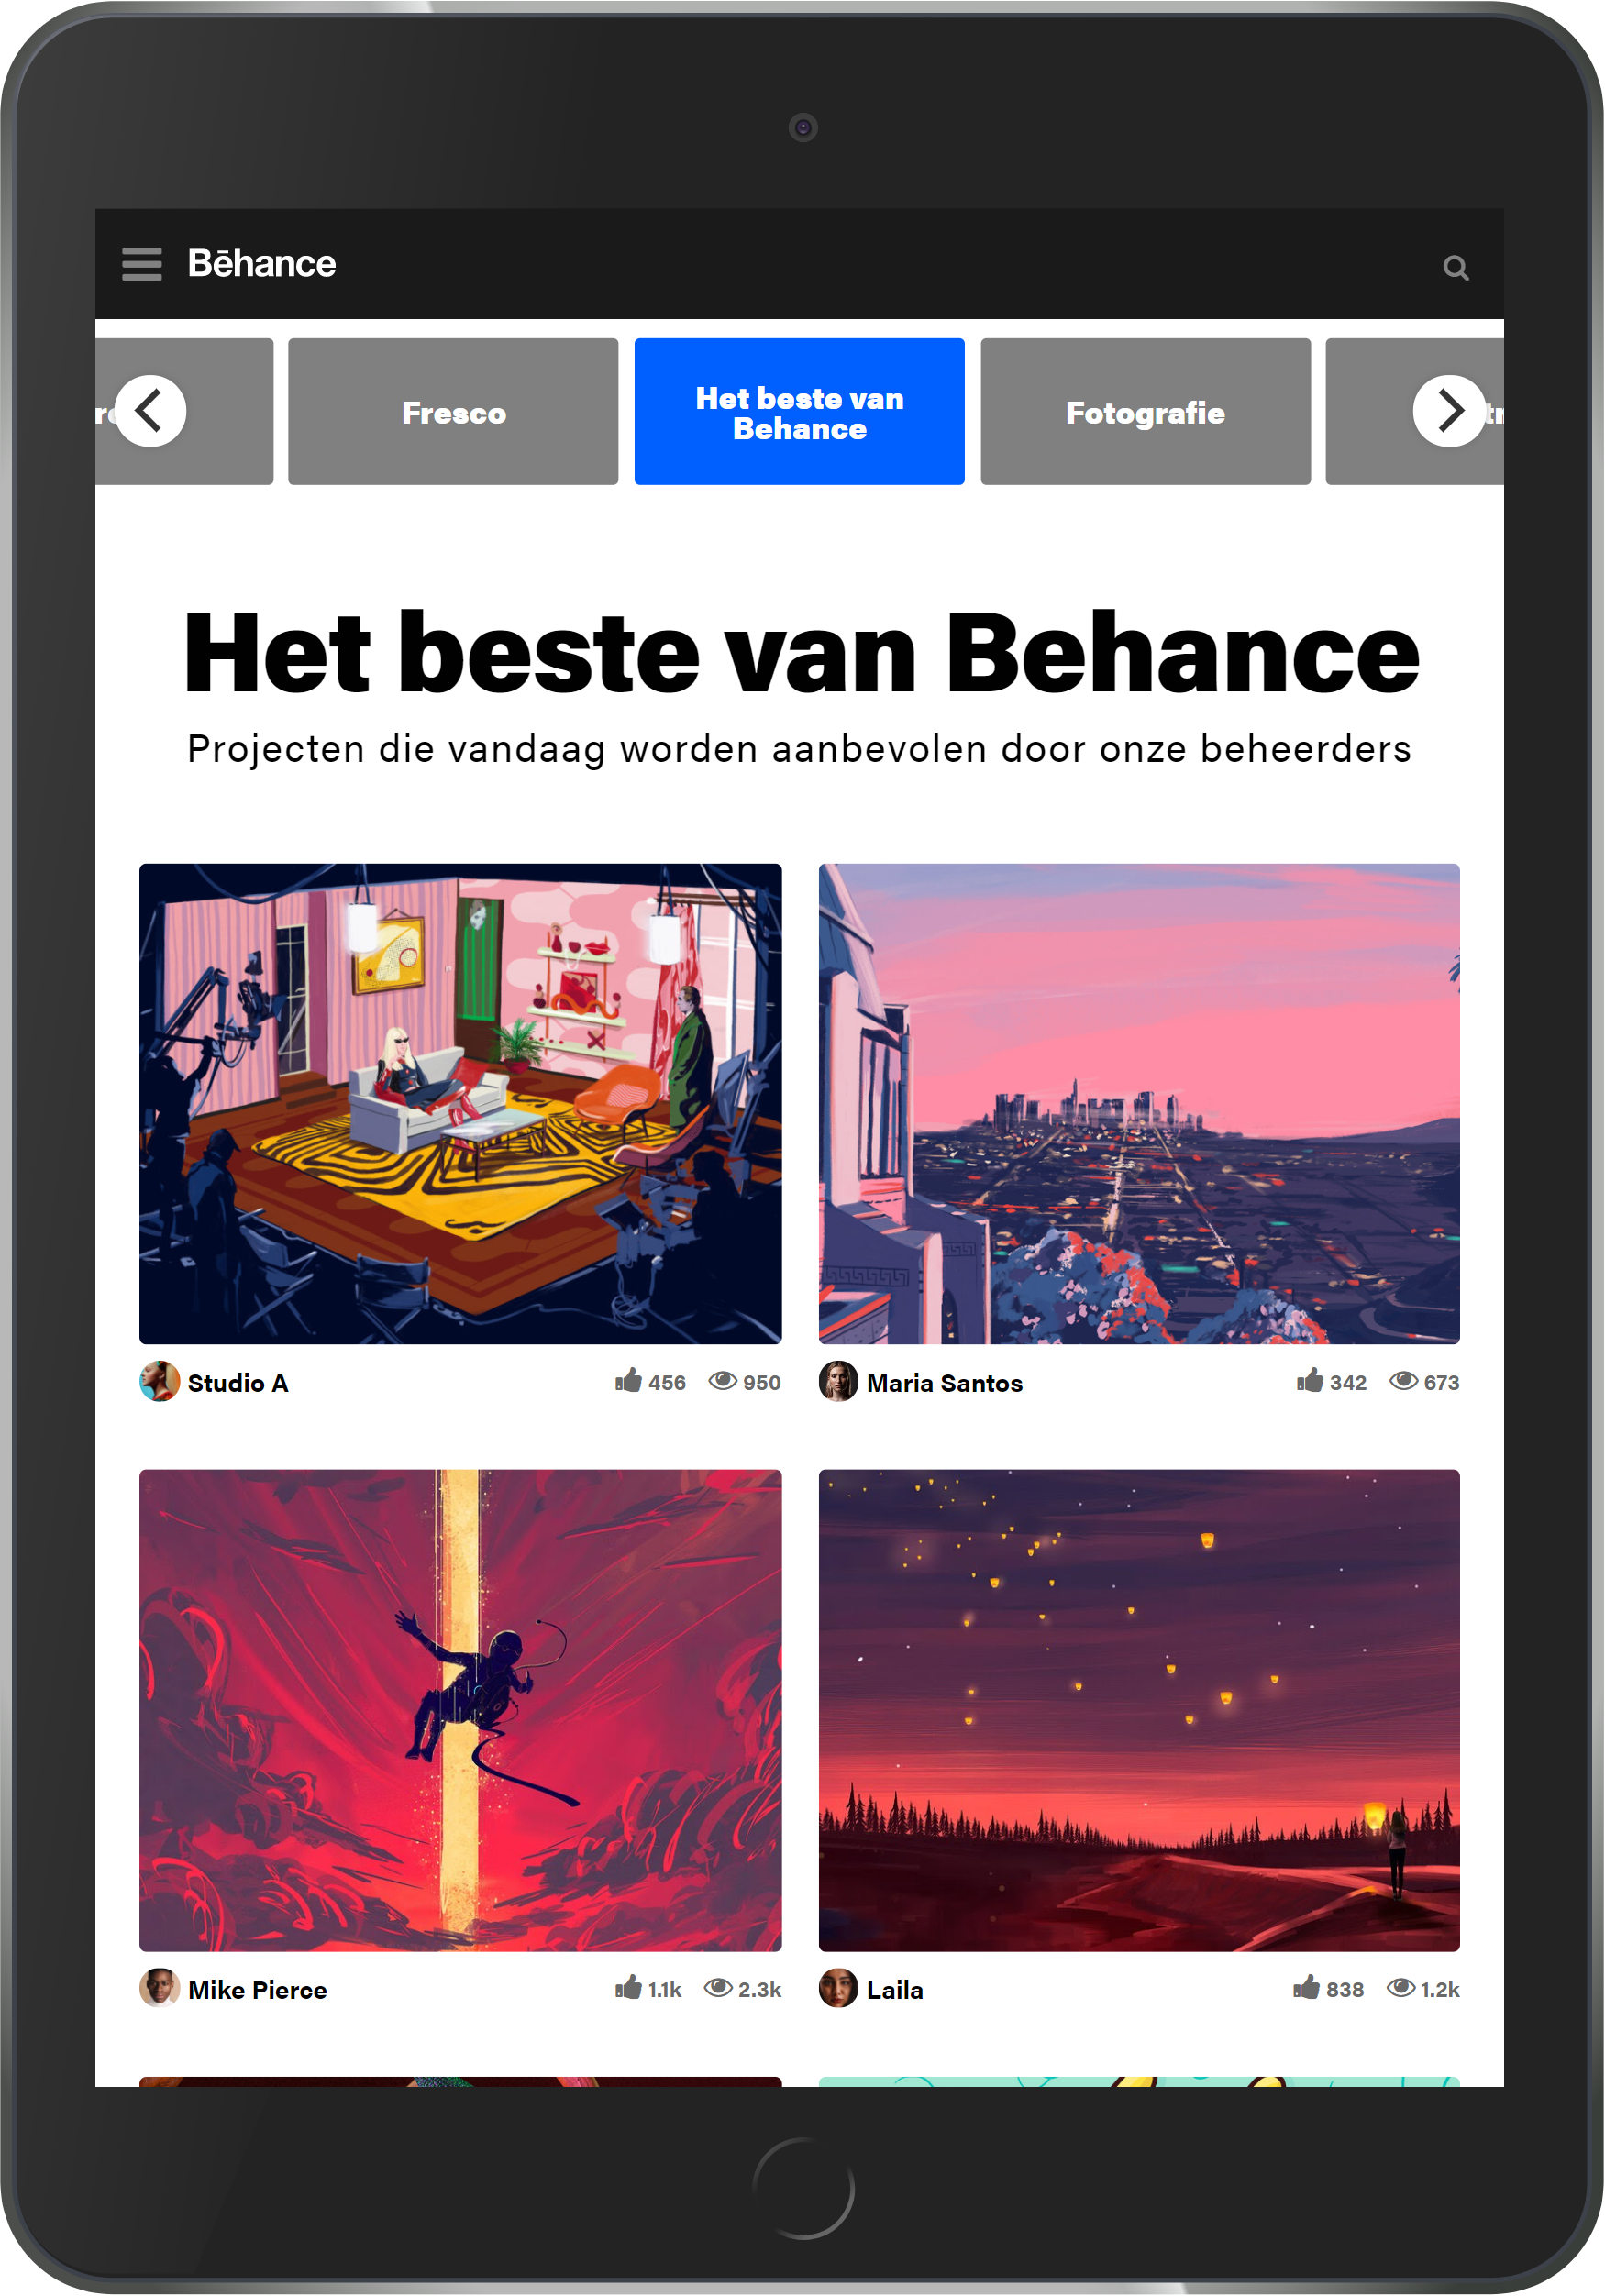 Bēhance
Fresco
Het beste van
Behance
Fotografie
Het beste van Behance
Projecten die vandaag worden aanbevolen door onze beheerders
Studio A 456 950
Maria Santos 342 673
Mike Pierce 1.1k 2.3k
Laila 838 1.2k